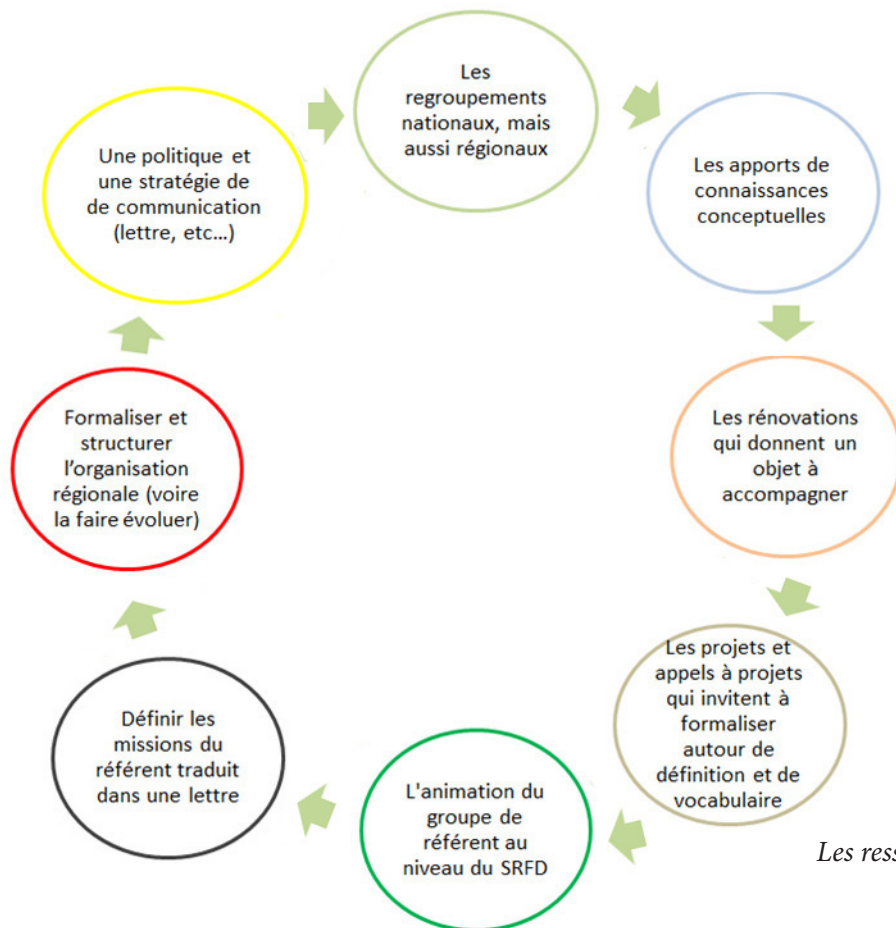 Les
regroupements
nationaux, mais
aussi régionaux
Les apports de
connaissances
conceptuelles
Les rénovations
qui donnent un
objet à
accompagner
Les projets et
appels à projets
qui invitent à
formaliser
autour de
définition et de
vocabulaire
L'animation du
groupe de
référent au
niveau du SRFD
Définir les
missions du
référent traduit
dans une lettre
Formaliser et
structurer
l’organisation
régionale (voire
la faire évoluer)
Une politique et
une stratégie de
de communication
(lettre, etc…)
Les ress